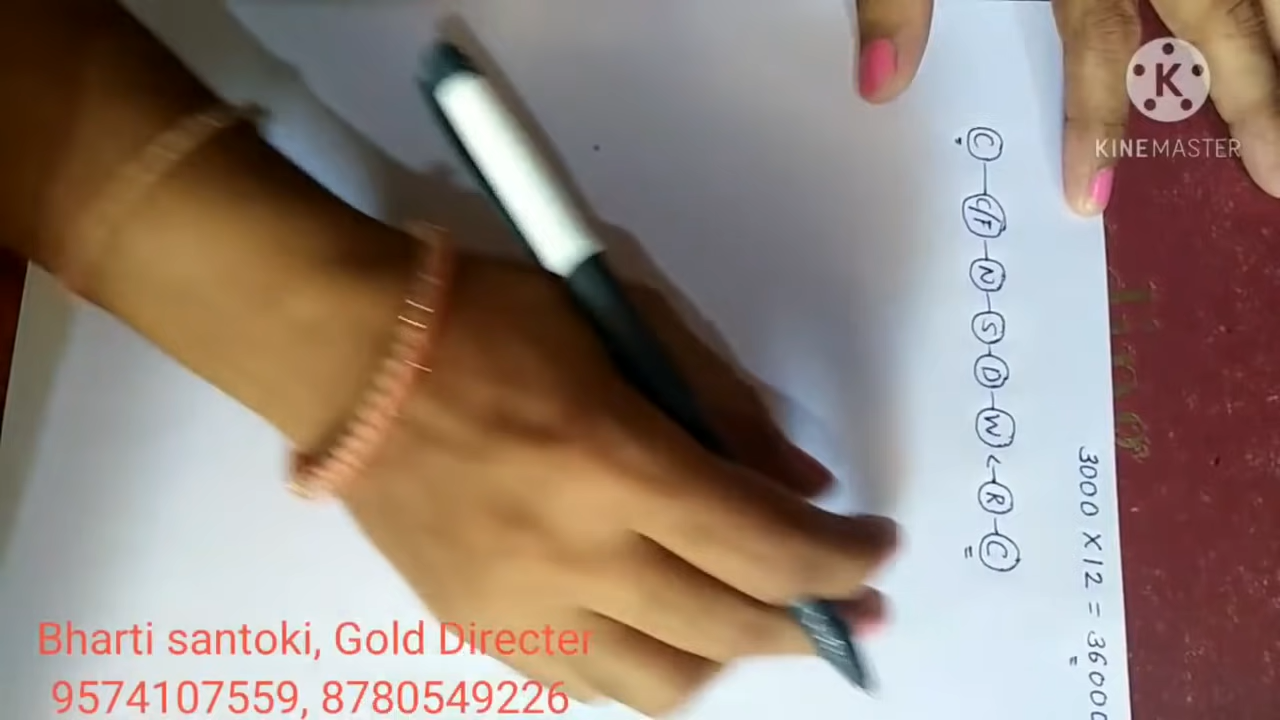 3000 X 12 = 36000
C C/F N S D W R C
KINEMASTER
Bharti santoki, Gold Directer
9574107559, 8780549226